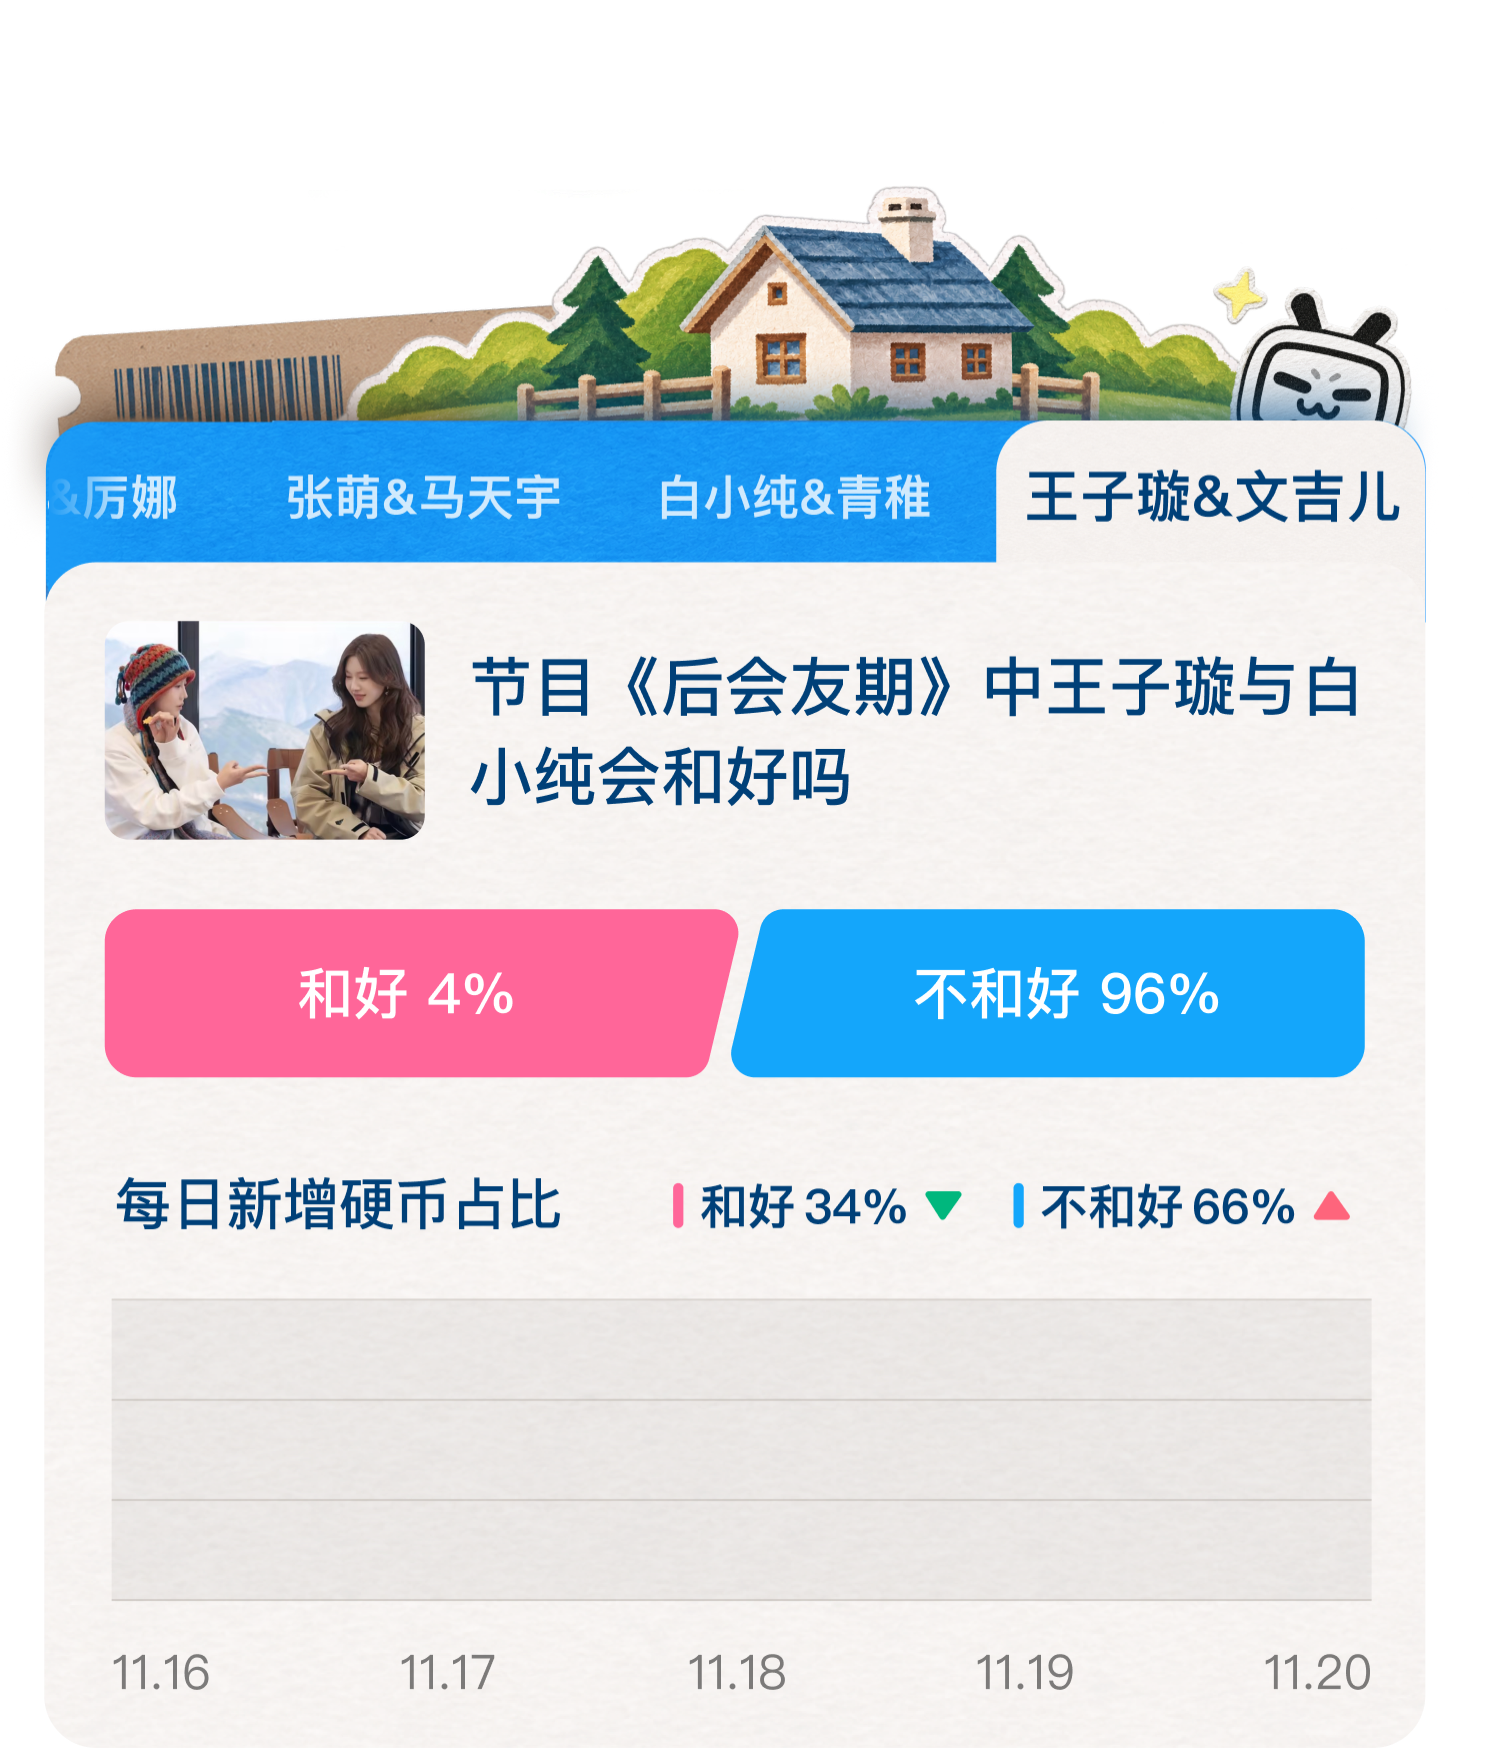 &厉娜
张萌&马天宇
白小纯&青稚
王子璇&文吉儿
节目《后会友期》中王子璇与白
小纯会和好吗
和好 4%
不和好 96%
每日新增硬币占比
和好 34%
不和好 66%
11.16
11.17
11.18
11.19
11.20